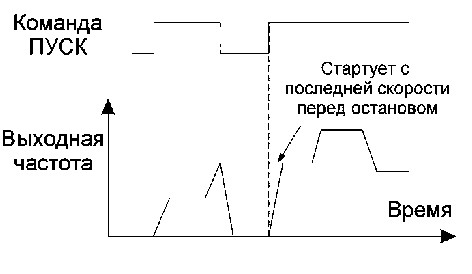 Команда
ПУСК
Стартует с
последней скорости
перед остановом
Выходная
частота
Время